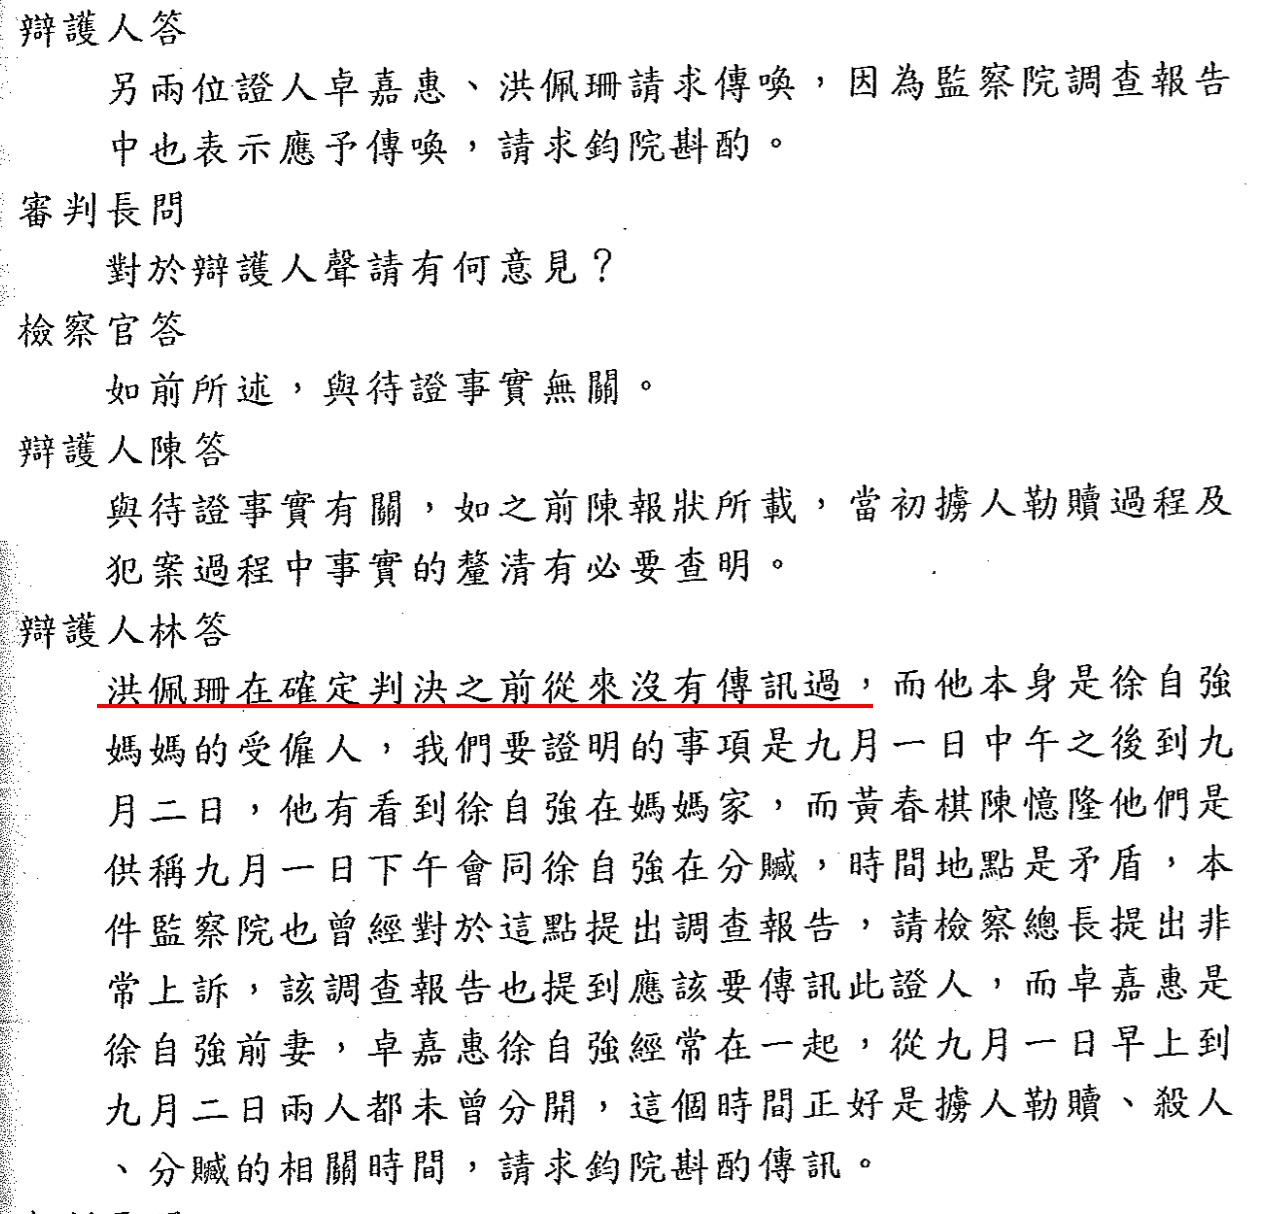 辯護人答
另兩位證人卓嘉惠、洪佩珊請求傳喚，因為監察院調查報告
中也表示應予傳喚，請求鈞院斟酌。
審判長問
對於辯護人聲請有何意見？
檢察官答
如前所述，與待證事實無關。
辯護人陳答
與待證事實有關，如之前陳報狀所載，當初擄人勒贖過程及
犯案過程中事實的釐清有必要查明。
辯護人林答
洪佩珊在確定判決之前從來沒有傳訊過，而他本身是徐自強
媽媽的受僱人，我們要證明的事項是九月一日中午之後到九
月二日，他有看到徐自強在媽媽家，而黃春棋陳憶隆他們是
供稱九月一日下午會同徐自強在分贓，時間地點是矛盾，本
件監察院也曾經對於這點提出調查報告，請檢察總長提出非
常上訴，該調查報告也提到應該要傳訊此證人，而卓嘉惠是
徐自強前妻，卓嘉惠徐自強經常在一起，從九月一日早上到
九月二日兩人都未曾分開，這個時間正好是擄人勒贖、殺人
、分贓的相關時間，請求鈞院斟酌傳訊。